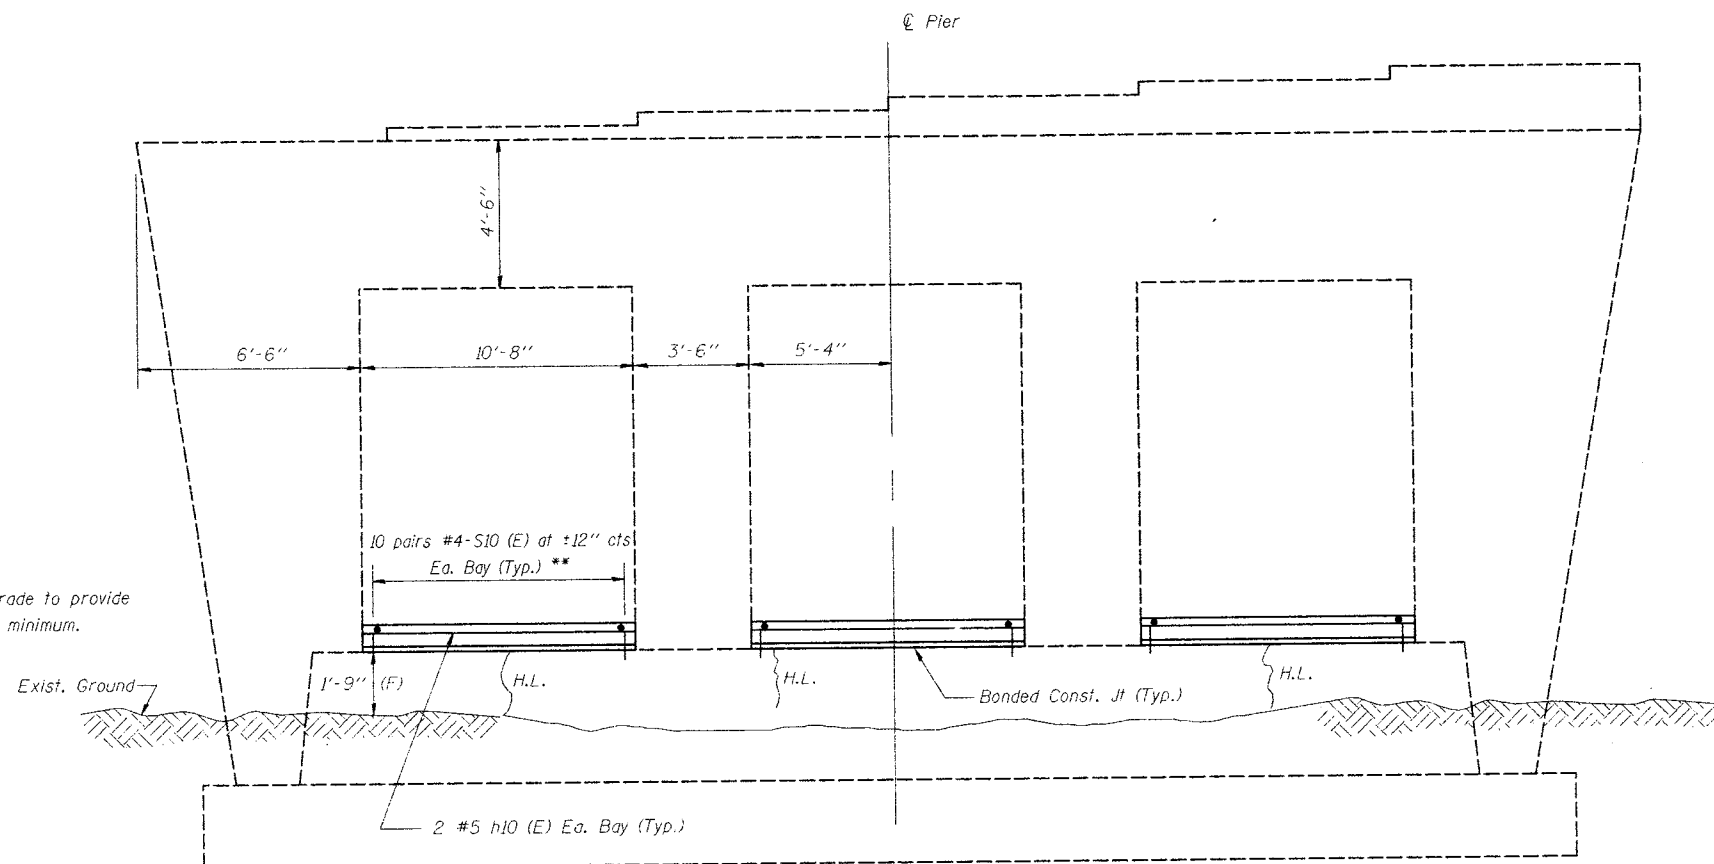 ℄ Pier
4'-6"
6'-6"
10'-8"
3'-6"
5'-4"
10 pairs #4-S10 (E) at ±12" cts
Ea. Bay (Typ.) **
rade to provide
minimum.
Exist. Ground
1'-9" (F)
H.L.
H.L.
H.L.
Bonded Const. Jt (Typ.)
2 #5 h10 (E) Ea. Bay (Typ.)